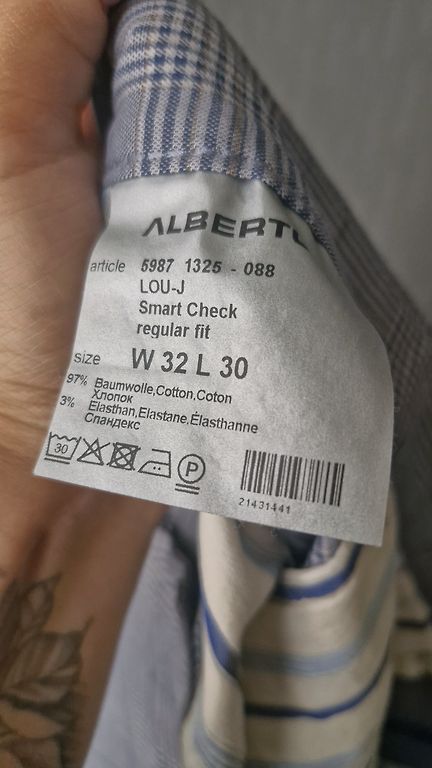 ALBERTO
article 5987 1325 - 088
LOU-J
Smart Check
regular fit
size W 32 L 30
97% Baumwolle,Cotton,Coton
Хлопок
3% Elasthan,Elastane,Élasthanne
Спандекс
30 P
21431441